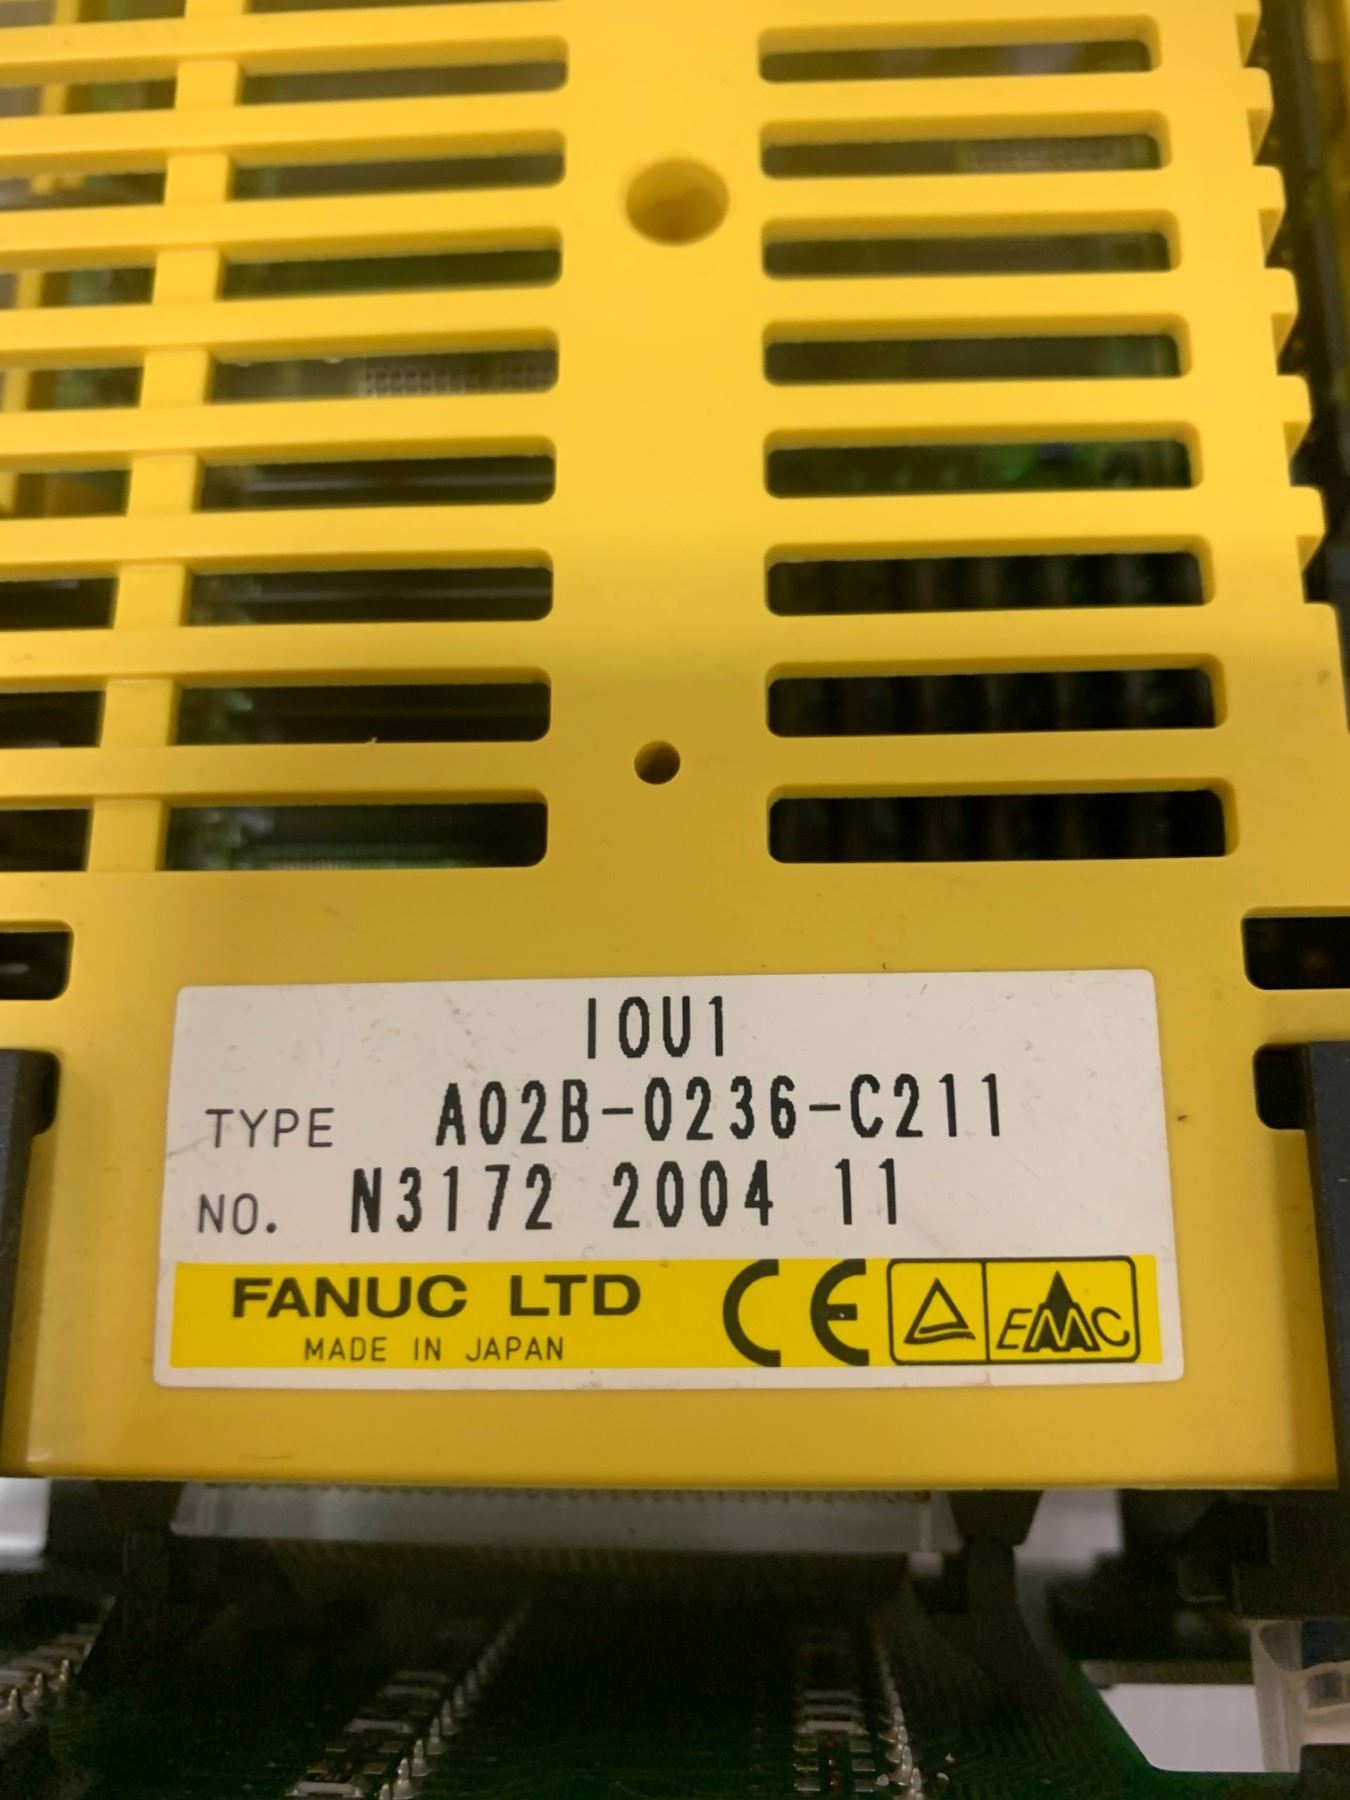 IOU1
TYPE A02B-0236-C211
NO. N3172 2004 11
FANUC LTD CE EMC
MADE IN JAPAN